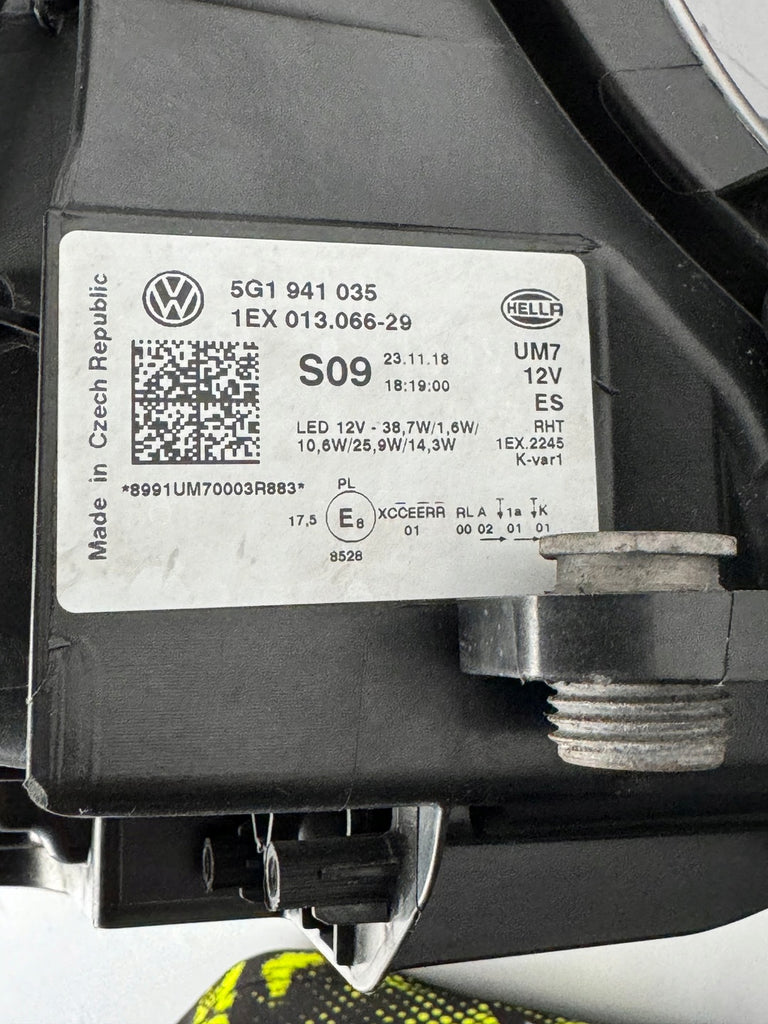 Made in Czech Republic
VW
5G1 941 035
1EX 013.066-29
HELLA
S09
23.11.18
18:19:00
UM7
12V
ES
RHT
1EX.2245
K-var1
LED 12V - 38,7W/1,6W/
10,6W/25,9W/14,3W
*8991UM70003R883*
PL
17,5 E8 XCCEERR RL A 1a K
01 00 02 01 01
8528